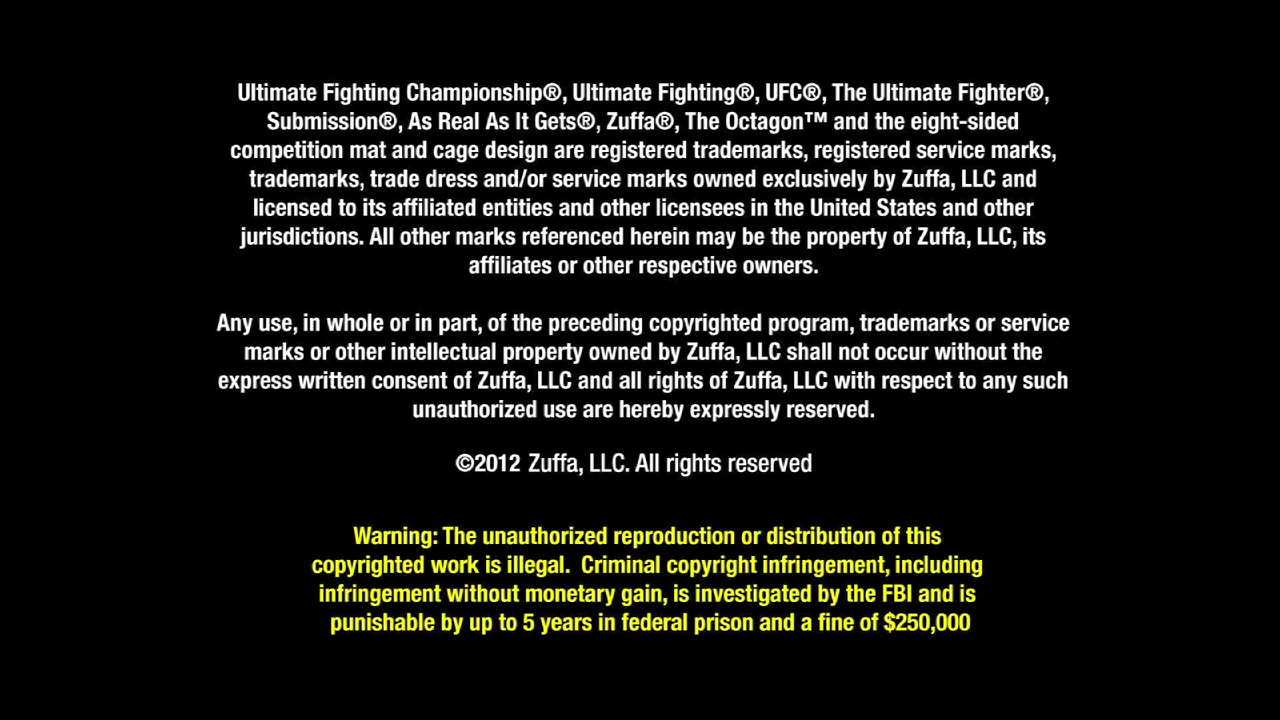 Ultimate Fighting Championship®, Ultimate Fighting®, UFC®, The Ultimate Fighter®,
Submission®, As Real As It Gets®, Zuffa®, The Octagon™ and the eight-sided
competition mat and cage design are registered trademarks, registered service marks,
trademarks, trade dress and/or service marks owned exclusively by Zuffa, LLC and
licensed to its affiliated entities and other licensees in the United States and other
jurisdictions. All other marks referenced herein may be the property of Zuffa, LLC, its
affiliates or other respective owners.
Any use, in whole or in part, of the preceding copyrighted program, trademarks or service
marks or other intellectual property owned by Zuffa, LLC shall not occur without the
express written consent of Zuffa, LLC and all rights of Zuffa, LLC with respect to any such
unauthorized use are hereby expressly reserved.
©2012 Zuffa, LLC. All rights reserved
Warning: The unauthorized reproduction or distribution of this
copyrighted work is illegal.  Criminal copyright infringement, including
infringement without monetary gain, is investigated by the FBI and is
punishable by up to 5 years in federal prison and a fine of $250,000